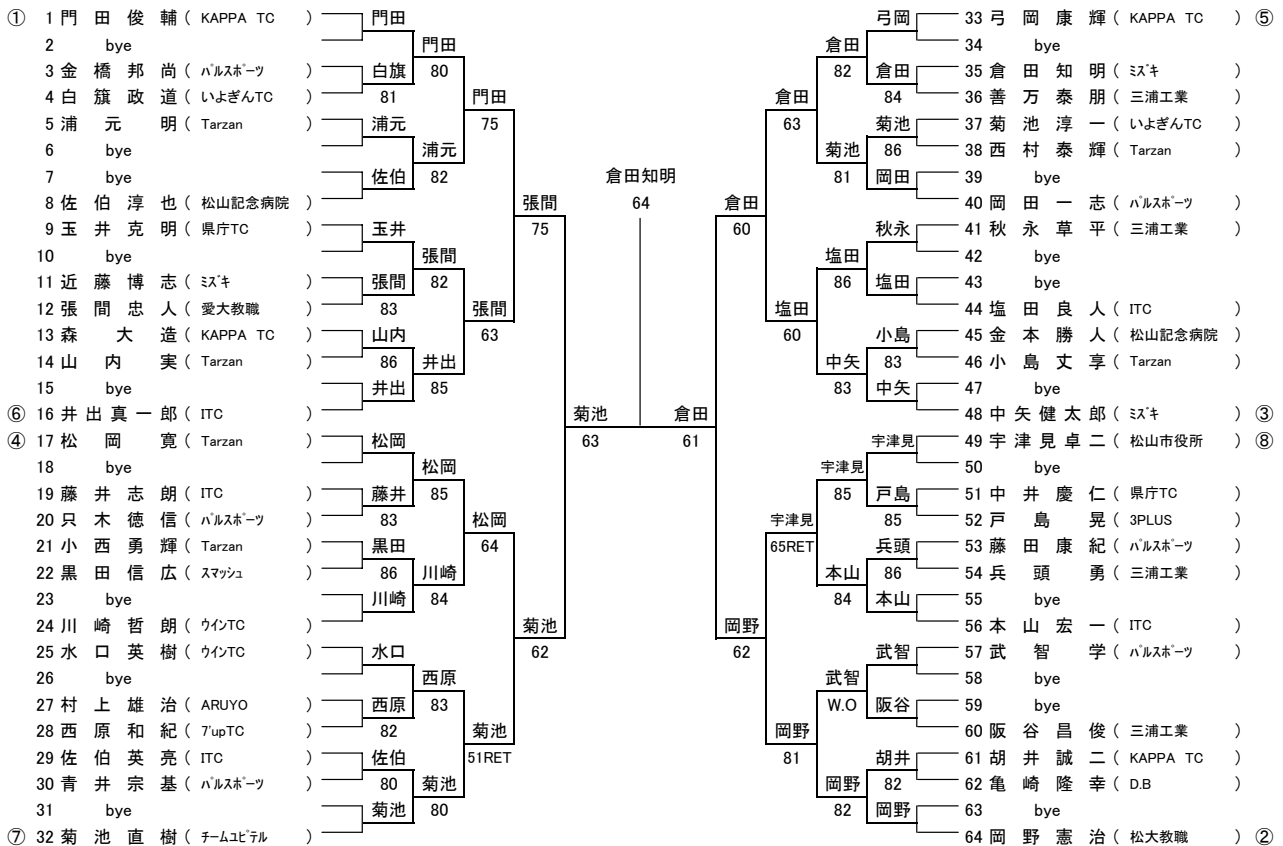 ① 1 門 田 俊 輔 ( KAPPA TC ) 門田 弓岡 33 弓 岡 康 輝 ( KAPPA TC ) ⑤
2 bye 門田 倉田 34 bye
3 金 橋 邦 尚 ( パルスポーツ ) 白旗 80 82 倉田 35 倉 田 知 明 ( ミズキ )
4 白 籏 政 道 ( いよぎんTC ) 81 門田 倉田 84 36 善 万 泰 朋 ( 三浦工業 )
5 浦 元 明 ( Tarzan ) 浦元 75 63 菊池 37 菊 池 淳 一 ( いよぎんTC )
6 bye 浦元 菊池 86 38 西 村 泰 輝 ( Tarzan )
7 bye 佐伯 82 倉田知明 81 岡田 39 bye
8 佐 伯 淳 也 ( 松山記念病院 ) 張間 64 倉田 40 岡 田 一 志 ( パルスポーツ )
9 玉 井 克 明 ( 県庁TC ) 玉井 75 60 秋永 41 秋 永 草 平 ( 三浦工業 )
10 bye 張間 塩田 42 bye
11 近 藤 博 志 ( ミズキ ) 張間 82 86 塩田 43 bye
12 張 間 忠 人 ( 愛大教職 ) 83 張間 塩田 44 塩 田 良 人 ( ITC )
13 森 大 造 ( KAPPA TC ) 山内 63 60 小島 45 金 本 勝 人 ( 松山記念病院 )
14 山 内 実 ( Tarzan ) 86 井出 中矢 83 46 小 島 丈 享 ( Tarzan )
15 bye 井出 85 83 中矢 47 bye
⑥ 16 井 出 真 一 郎 ( ITC ) 菊池 倉田 48 中 矢 健 太 郎 ( ミズキ ) ③
④ 17 松 岡 寛 ( Tarzan ) 松岡 63 61 宇津見 49 宇 津 見 卓 二 ( 松山市役所 ) ⑧
18 bye 松岡 宇津見 50 bye
19 藤 井 志 朗 ( ITC ) 藤井 85 85 戸島 51 中 井 慶 仁 ( 県庁TC )
20 只 木 徳 信 ( パルスポーツ ) 83 松岡 宇津見 85 52 戸 島 晃 ( 3PLUS )
21 小 西 勇 輝 ( Tarzan ) 黒田 64 65RET 兵頭 53 藤 田 康 紀 ( パルスポーツ )
22 黒 田 信 広 ( スマッシュ ) 86 川崎 本山 86 54 兵 頭 勇 ( 三浦工業 )
23 bye 川崎 84 84 本山 55 bye
24 川 崎 哲 朗 ( ウインTC ) 菊池 岡野 56 本 山 宏 一 ( ITC )
25 水 口 英 樹 ( ウインTC ) 水口 62 62 武智 57 武 智 学 ( パルスポーツ )
26 bye 西原 武智 58 bye
27 村 上 雄 治 ( ARUYO ) 西原 83 W.O 阪谷 59 bye
28 西 原 和 紀 ( 7'upTC ) 82 菊池 岡野 60 阪 谷 昌 俊 ( 三浦工業 )
29 佐 伯 英 亮 ( ITC ) 佐伯 51RET 81 胡井 61 胡 井 誠 二 ( KAPPA TC )
30 青 井 宗 基 ( パルスポーツ ) 80 菊池 岡野 82 62 亀 崎 隆 幸 ( D.B )
31 bye 菊池 80 82 岡野 63 bye
⑦ 32 菊 池 直 樹 ( チームユピテル ) 64 岡 野 憲 治 ( 松大教職 ) ②